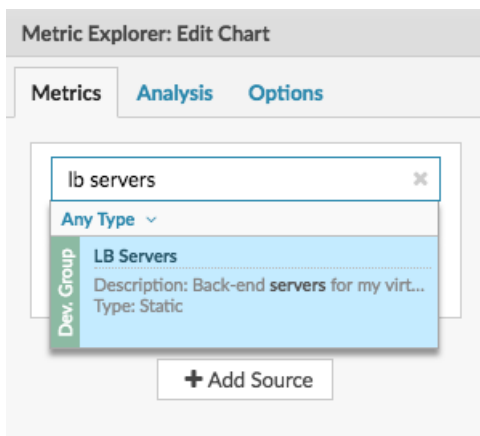 Metric Explorer: Edit Chart
Metrics Analysis Options
lb servers
Any Type
Dev. Group
LB Servers
Description: Back-end servers for my virt...
Type: Static
Add Source